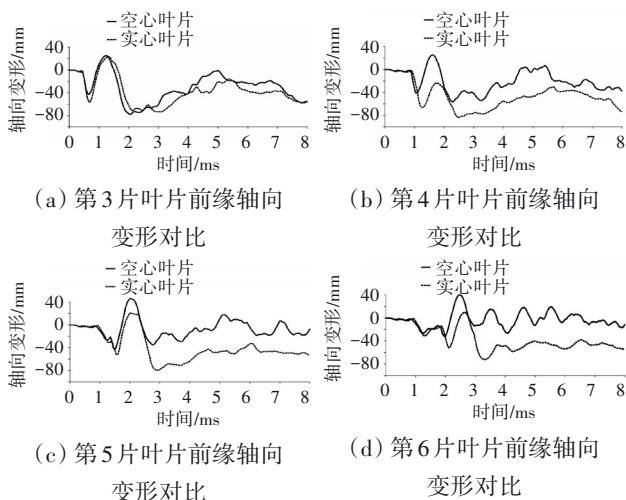 空心叶片
实心叶片
轴向变形/mm
40
0
-40
-80
0 1 2 3 4 5 6 7 8
时间/ms
(a) 第3片叶片前缘轴向
变形对比
空心叶片
实心叶片
轴向变形/mm
40
0
-40
-80
0 1 2 3 4 5 6 7 8
时间/ms
(b) 第4片叶片前缘轴向
变形对比
空心叶片
实心叶片
轴向变形/mm
40
0
-40
-80
0 1 2 3 4 5 6 7 8
时间/ms
(c) 第5片叶片前缘轴向
变形对比
空心叶片
实心叶片
轴向变形/mm
40
0
-40
-80
0 1 2 3 4 5 6 7 8
时间/ms
(d) 第6片叶片前缘轴向
变形对比